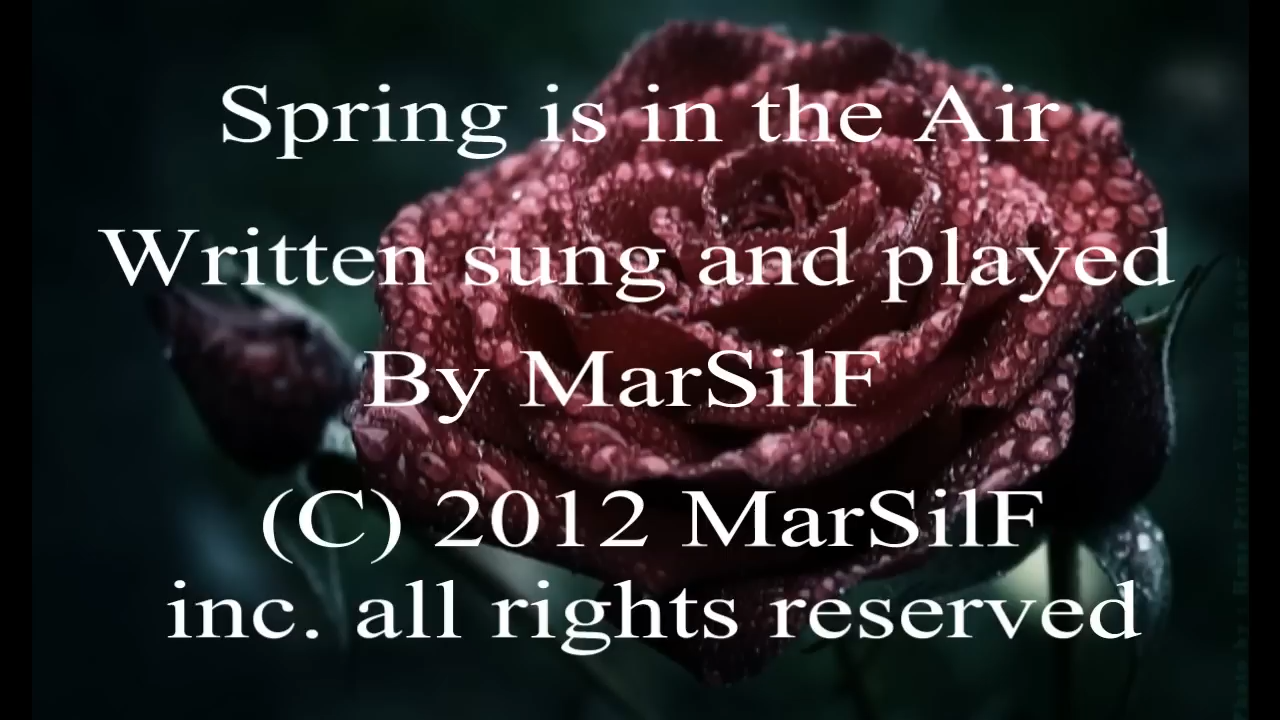 Spring is in the Air
Written sung and played
By MarSilF
(C) 2012 MarSilF
inc. all rights reserved